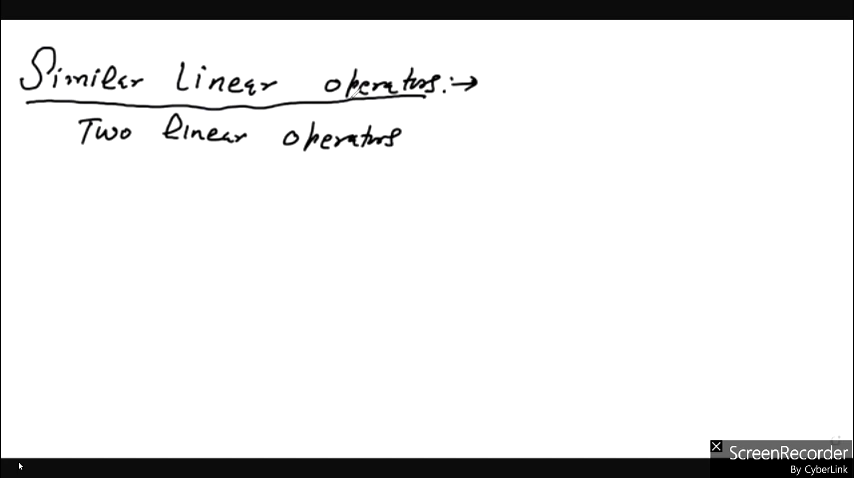 Similar Linear operators:→
Two linear operators
ScreenRecorder
By CyberLink